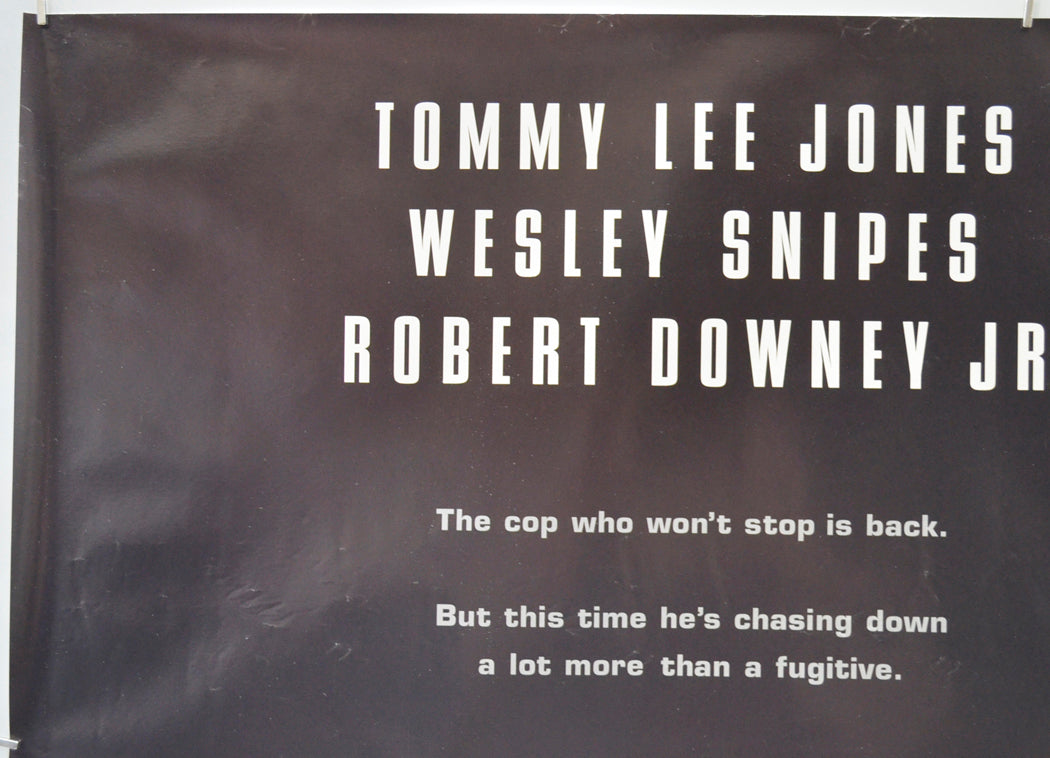 TOMMY LEE JONES
WESLEY SNIPES
ROBERT DOWNEY JR
The cop who won't stop is back.
But this time he's chasing down
a lot more than a fugitive.